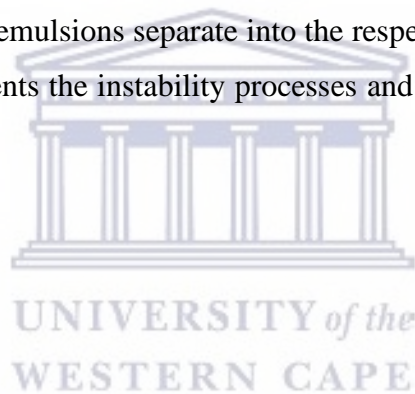 emulsions separate into the respe
ents the instability processes and
UNIVERSITY of the
WESTERN CAPE